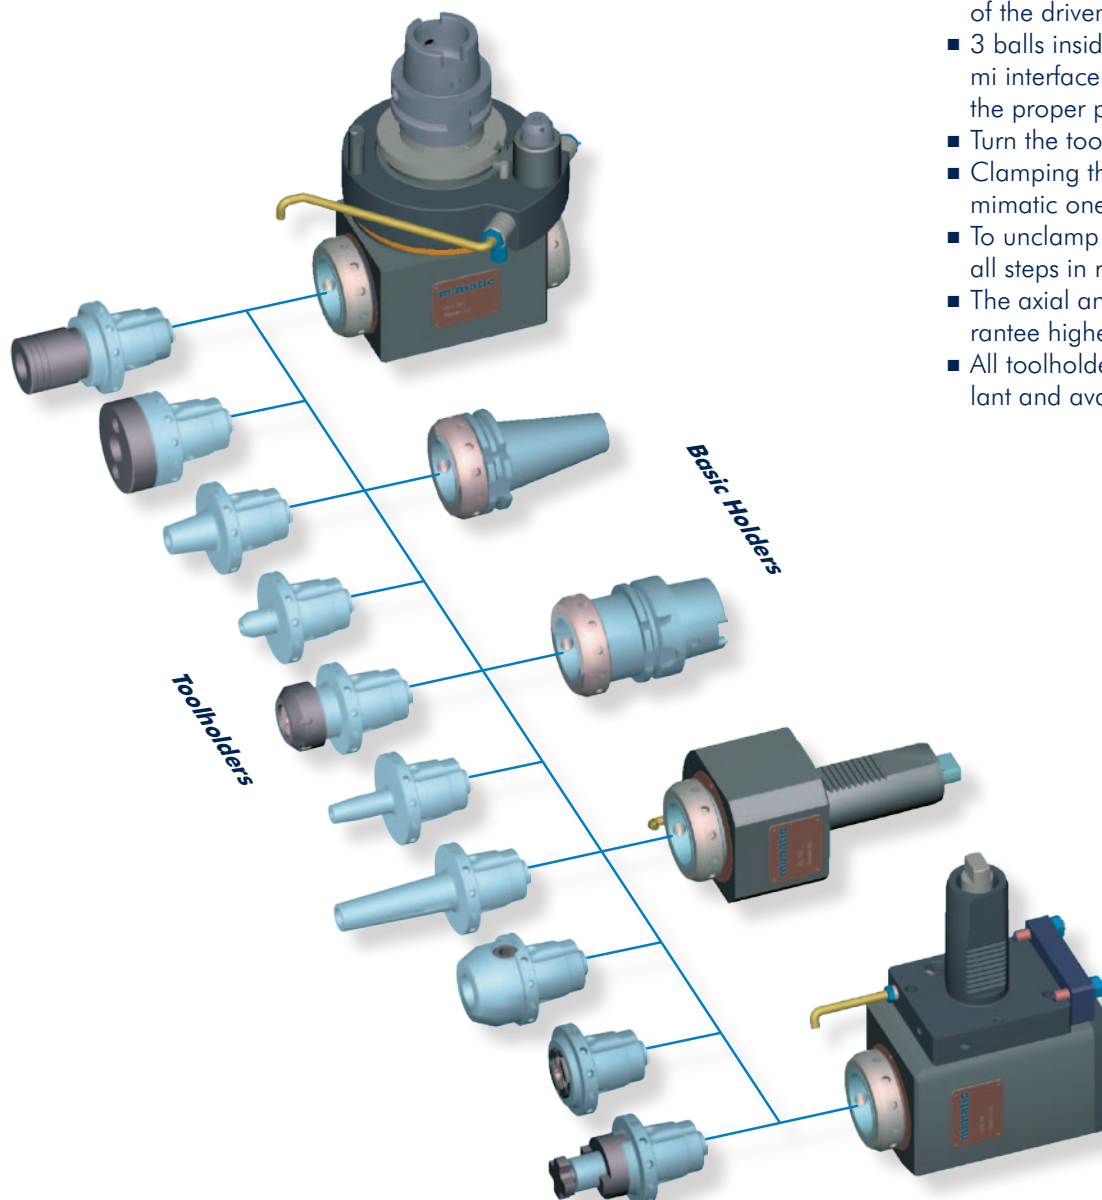 of the driven
■ 3 balls insid
mi interface
the proper p
■ Turn the too
■ Clamping th
mimatic one
■ To unclamp
all steps in r
■ The axial an
rantee highe
■ All toolholde
lant and ava
mimatic
Basic Holders
Toolholders
mimatic
mimatic